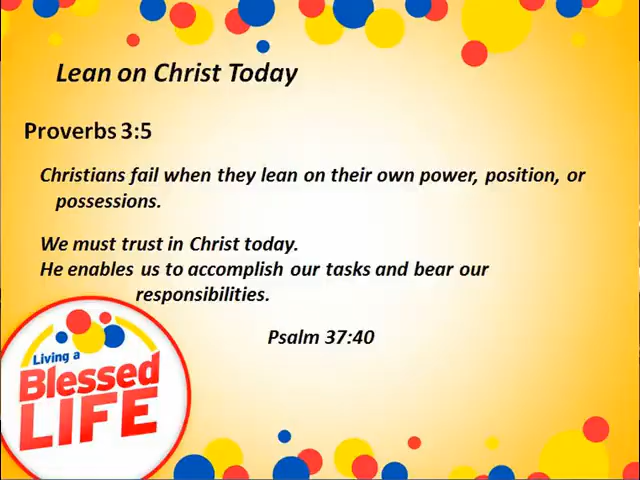 Lean on Christ Today
Proverbs 3:5
Christians fail when they lean on their own power, position, or
possessions.
We must trust in Christ today.
He enables us to accomplish our tasks and bear our
responsibilities.
Psalm 37:40
Living a
Blessed
LIFE